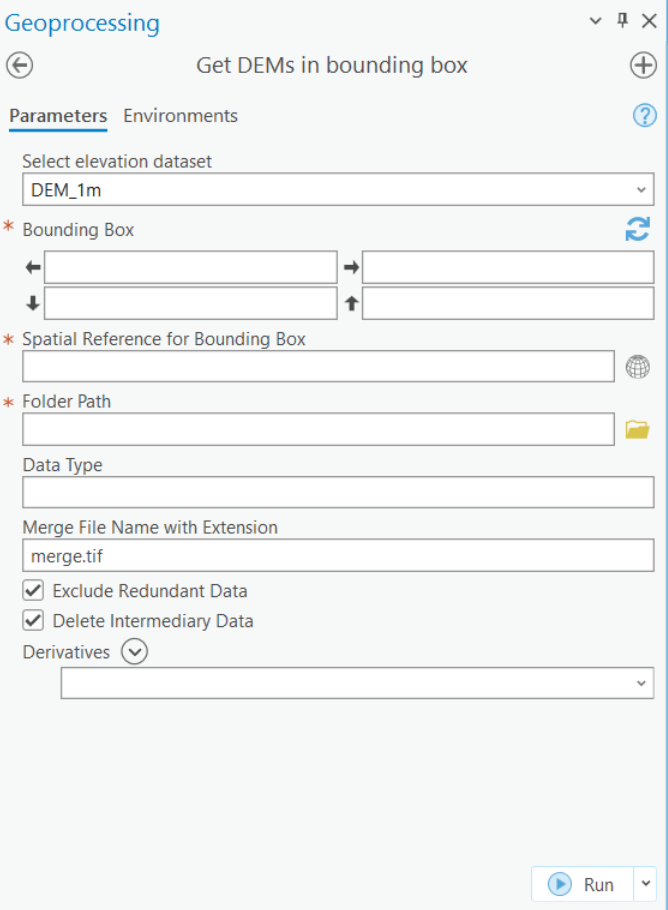 Geoprocessing
Get DEMs in bounding box
Parameters Environments
Select elevation dataset
DEM_1m
* Bounding Box
* Spatial Reference for Bounding Box
* Folder Path
Data Type
Merge File Name with Extension
merge.tif
Exclude Redundant Data
Delete Intermediary Data
Derivatives
Run